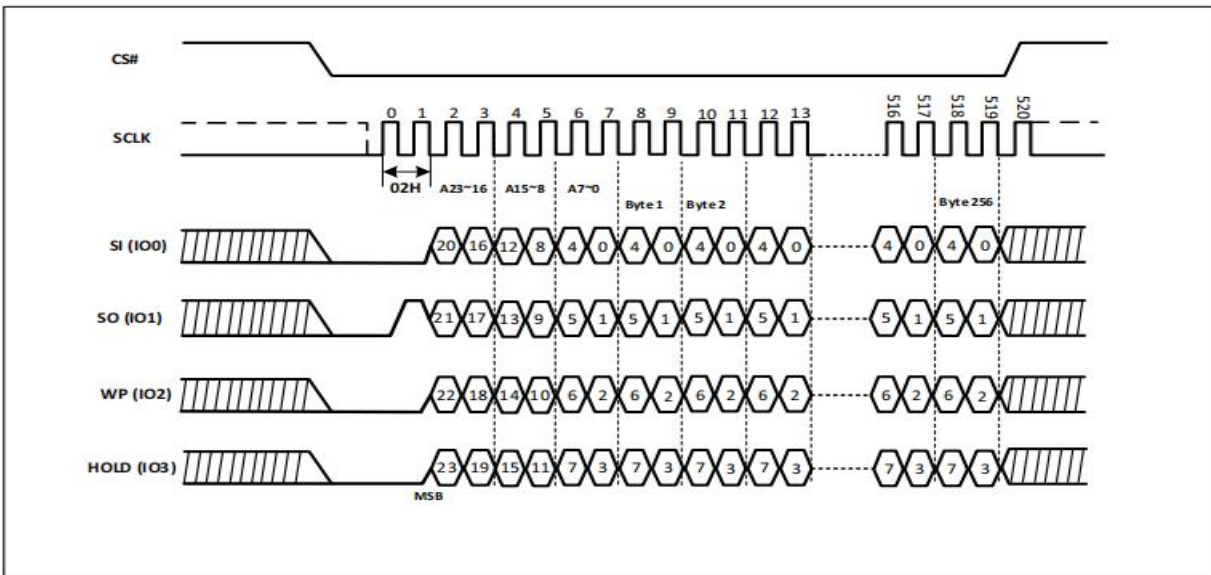 CS#
0 1 2 3 4 5 6 7 8 9 10 11 12 13 516 517 518 519 520
SCLK
02H A23~16 A15~8 A7~0
Byte 1 Byte 2 Byte 256
SI (IO0) 20 16 12 8 4 0 4 0 4 0 4 0 4 0 4 0
SO (IO1) 21 17 13 9 5 1 5 1 5 1 5 1 5 1 5 1
WP (IO2) 22 18 14 10 6 2 6 2 6 2 6 2 6 2 6 2
HOLD (IO3) 23 19 15 11 7 3 7 3 7 3 7 3 7 3 7 3
MSB